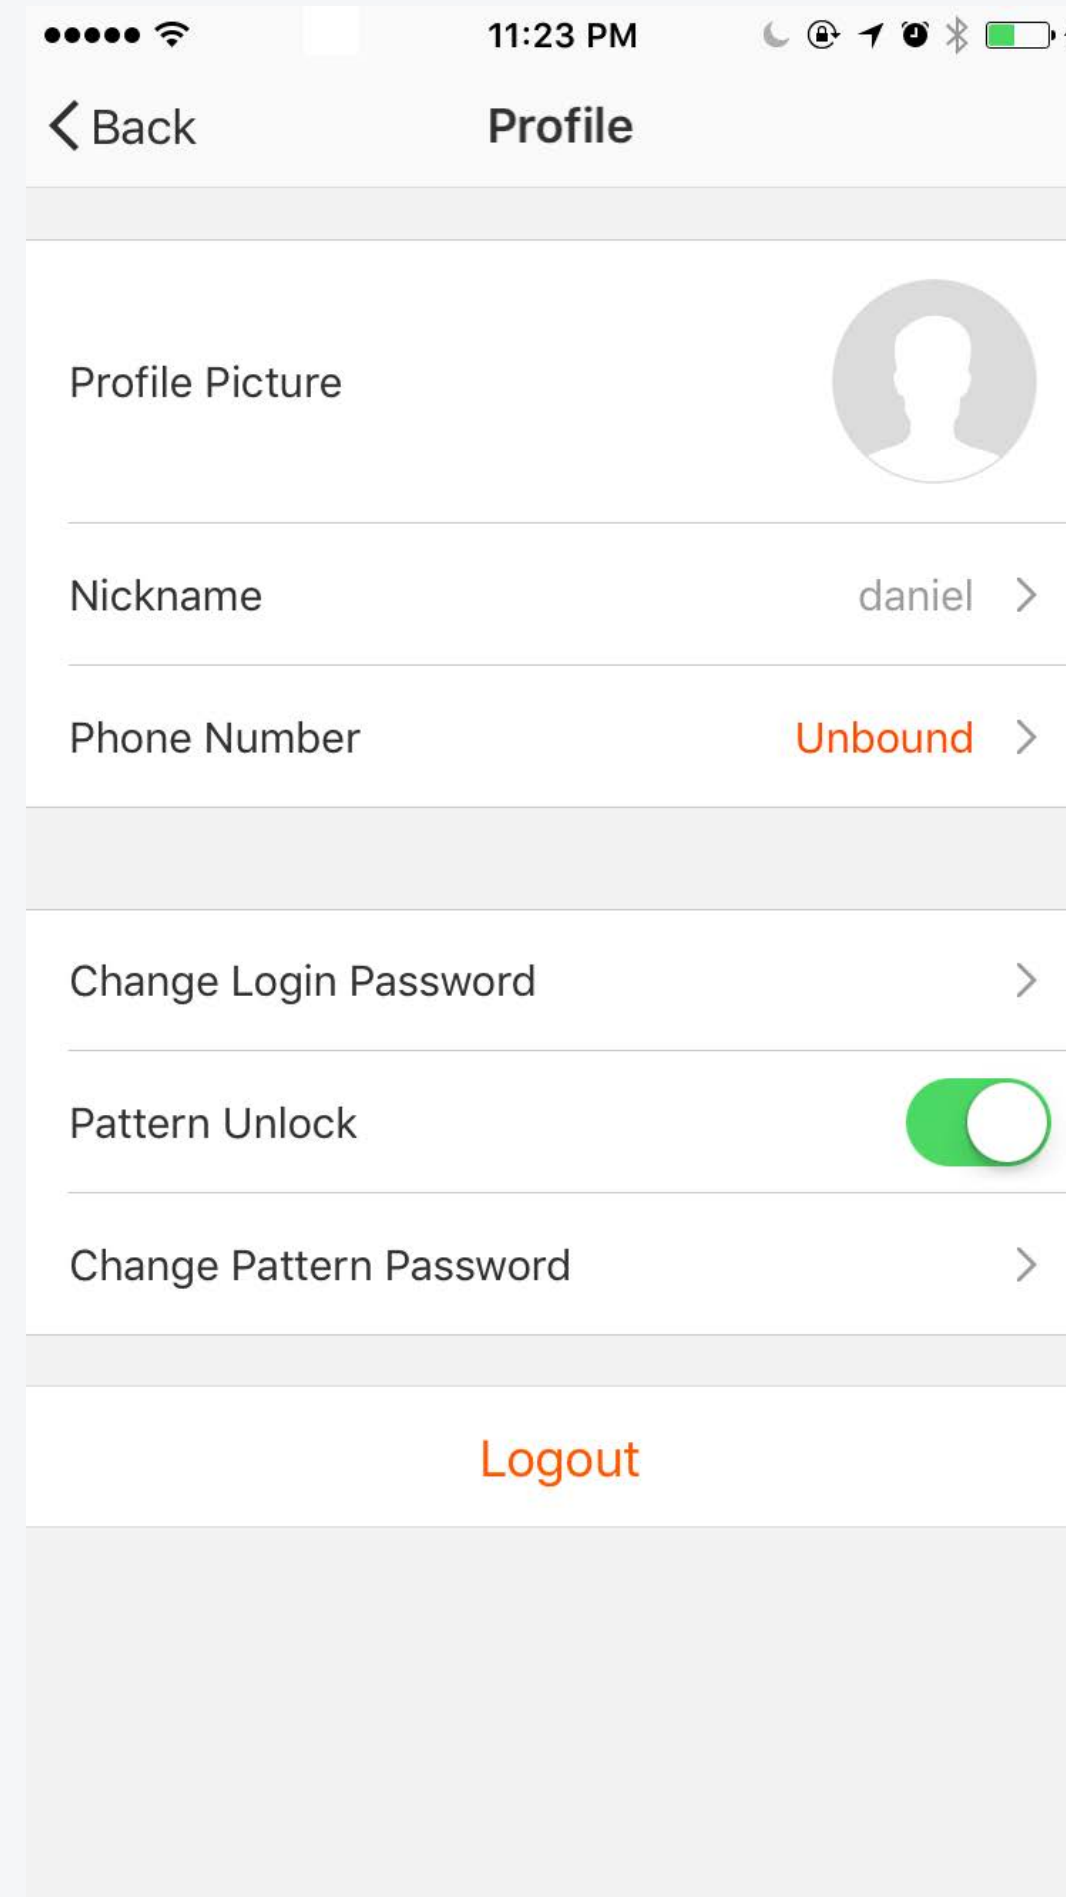 11:23 PM
Back
Profile
Profile Picture
Nickname
daniel
Phone Number
Unbound
Change Login Password
Pattern Unlock
Change Pattern Password
Logout